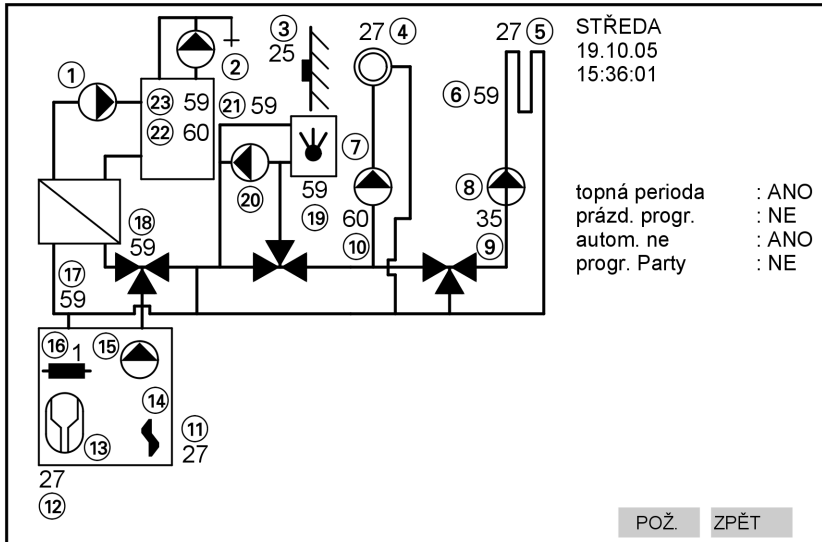 ③ 27 ④ 27 ⑤
25
① ②
㉓ 59 ㉑ 59
㉒ 60
⑥ 59
⑦
⑳
59
⑧
⑱ ⑲ 60 35
59 ⑩ ⑨
⑰
59
⑯ 1 ⑮
⑭
⑬ ⑪
27
27
⑫
STŘEDA
19.10.05
15:36:01
topná perioda : ANO
prázd. progr. : NE
autom. ne : ANO
progr. Party : NE
POŽ. ZPĚT